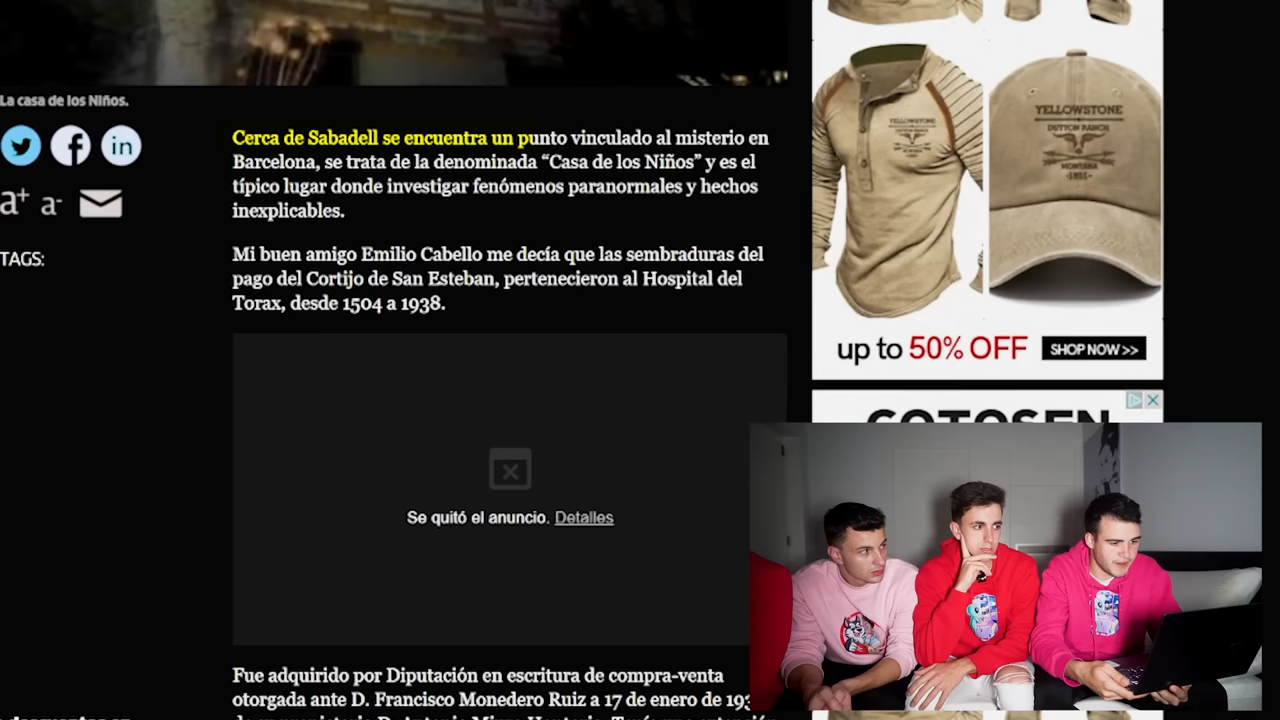 La casa de los Niños.
a+ a-
TAGS:
Cerca de Sabadell se encuentra un punto vinculado al misterio en
Barcelona, se trata de la denominada “Casa de los Niños” y es el
típico lugar donde investigar fenómenos paranormales y hechos
inexplicables.
Mi buen amigo Emilio Cabello me decía que las sembraduras del
pago del Cortijo de San Esteban, pertenecieron al Hospital del
Torax, desde 1504 a 1938.
Se quitó el anuncio. Detalles
Fue adquirido por Diputación en escritura de compra-venta
otorgada ante D. Francisco Monedero Ruiz a 17 de enero de
YELLOWSTONE
DUTTON RANCH
MONTANA
YELLOWSTONE
DUTTON RANCH
MONTANA
up to 50% OFF
SHOP NOW >>